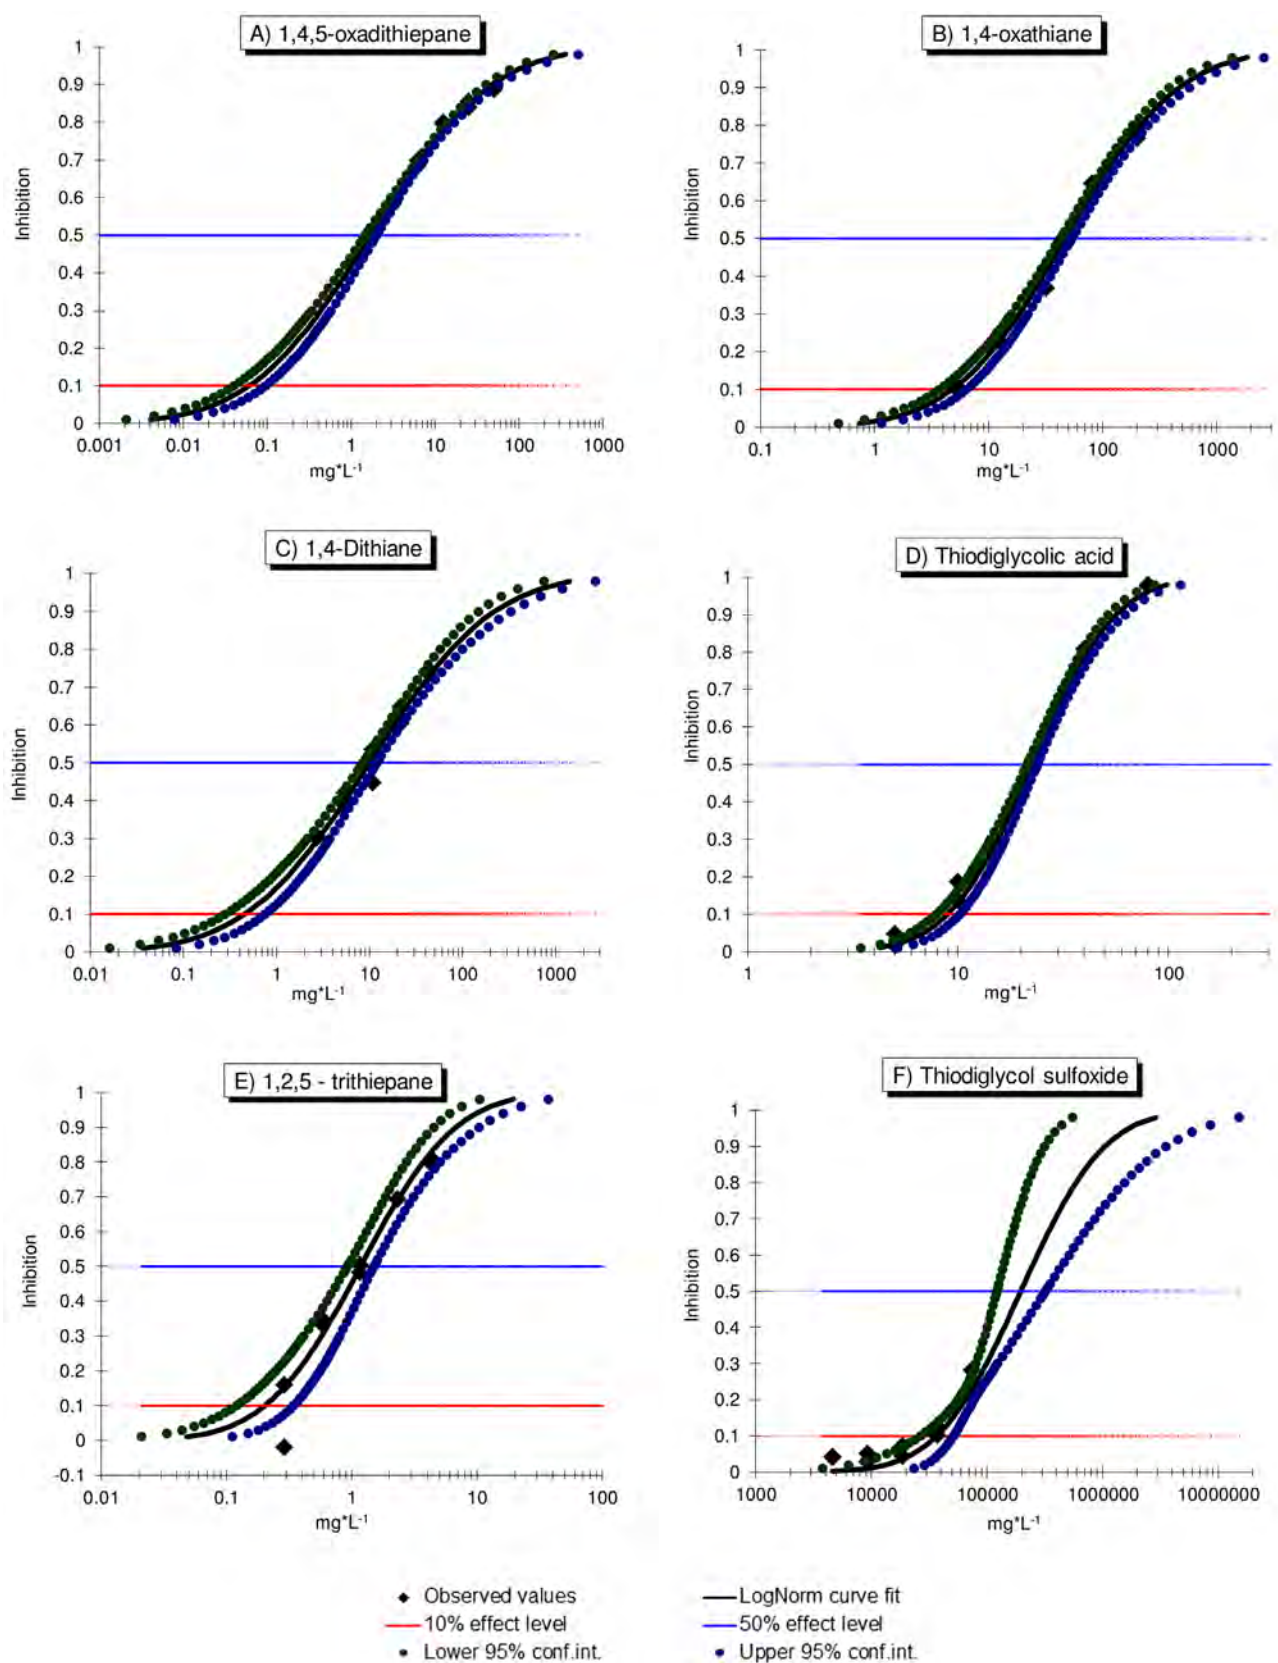 A) 1,4,5-oxadithiepane
1
0.9
0.8
0.7
0.6
0.5
0.4
0.3
0.2
0.1
0
Inhibition
0.001 0.01 0.1 1 10 100 1000
mg*L-1
B) 1,4-oxathiane
1
0.9
0.8
0.7
0.6
0.5
0.4
0.3
0.2
0.1
0
Inhibition
0.1 1 10 100 1000
mg*L-1
C) 1,4-Dithiane
1
0.9
0.8
0.7
0.6
0.5
0.4
0.3
0.2
0.1
0
Inhibition
0.01 0.1 1 10 100 1000
mg*L-1
D) Thiodiglycolic acid
1
0.9
0.8
0.7
0.6
0.5
0.4
0.3
0.2
0.1
0
Inhibition
1 10 100
mg*L-1
E) 1,2,5 - trithiepane
1
0.9
0.8
0.7
0.6
0.5
0.4
0.3
0.2
0.1
0
-0.1
Inhibition
0.01 0.1 1 10 100
mg*L-1
F) Thiodiglycol sulfoxide
1
0.9
0.8
0.7
0.6
0.5
0.4
0.3
0.2
0.1
0
Inhibition
1000 10000 100000 1000000 10000000
mg*L-1
Observed values
LogNorm curve fit
10% effect level
50% effect level
Lower 95% conf.int.
Upper 95% conf.int.